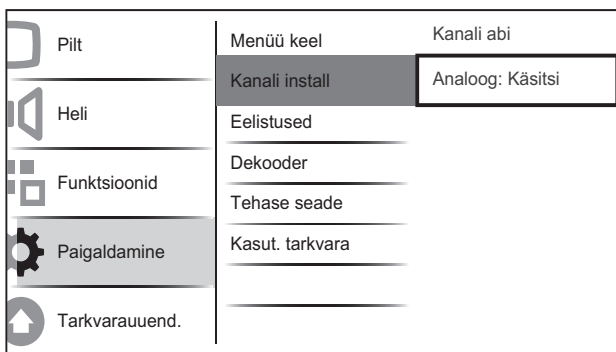 Pilt
Heli
Funktsioonid
Paigaldamine
Tarkvarauuend.
Menüü keel
Kanali install
Eelistused
Dekooder
Tehase seade
Kasut. tarkvara
Kanali abi
Analoog: Käsitsi